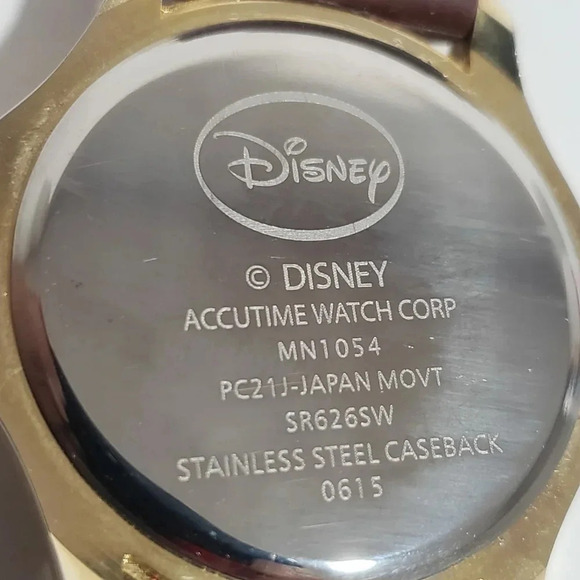 Disney
© DISNEY
ACCUTIME WATCH CORP
MN1054
PC21J-JAPAN MOVT
SR626SW
STAINLESS STEEL CASEBACK
0615